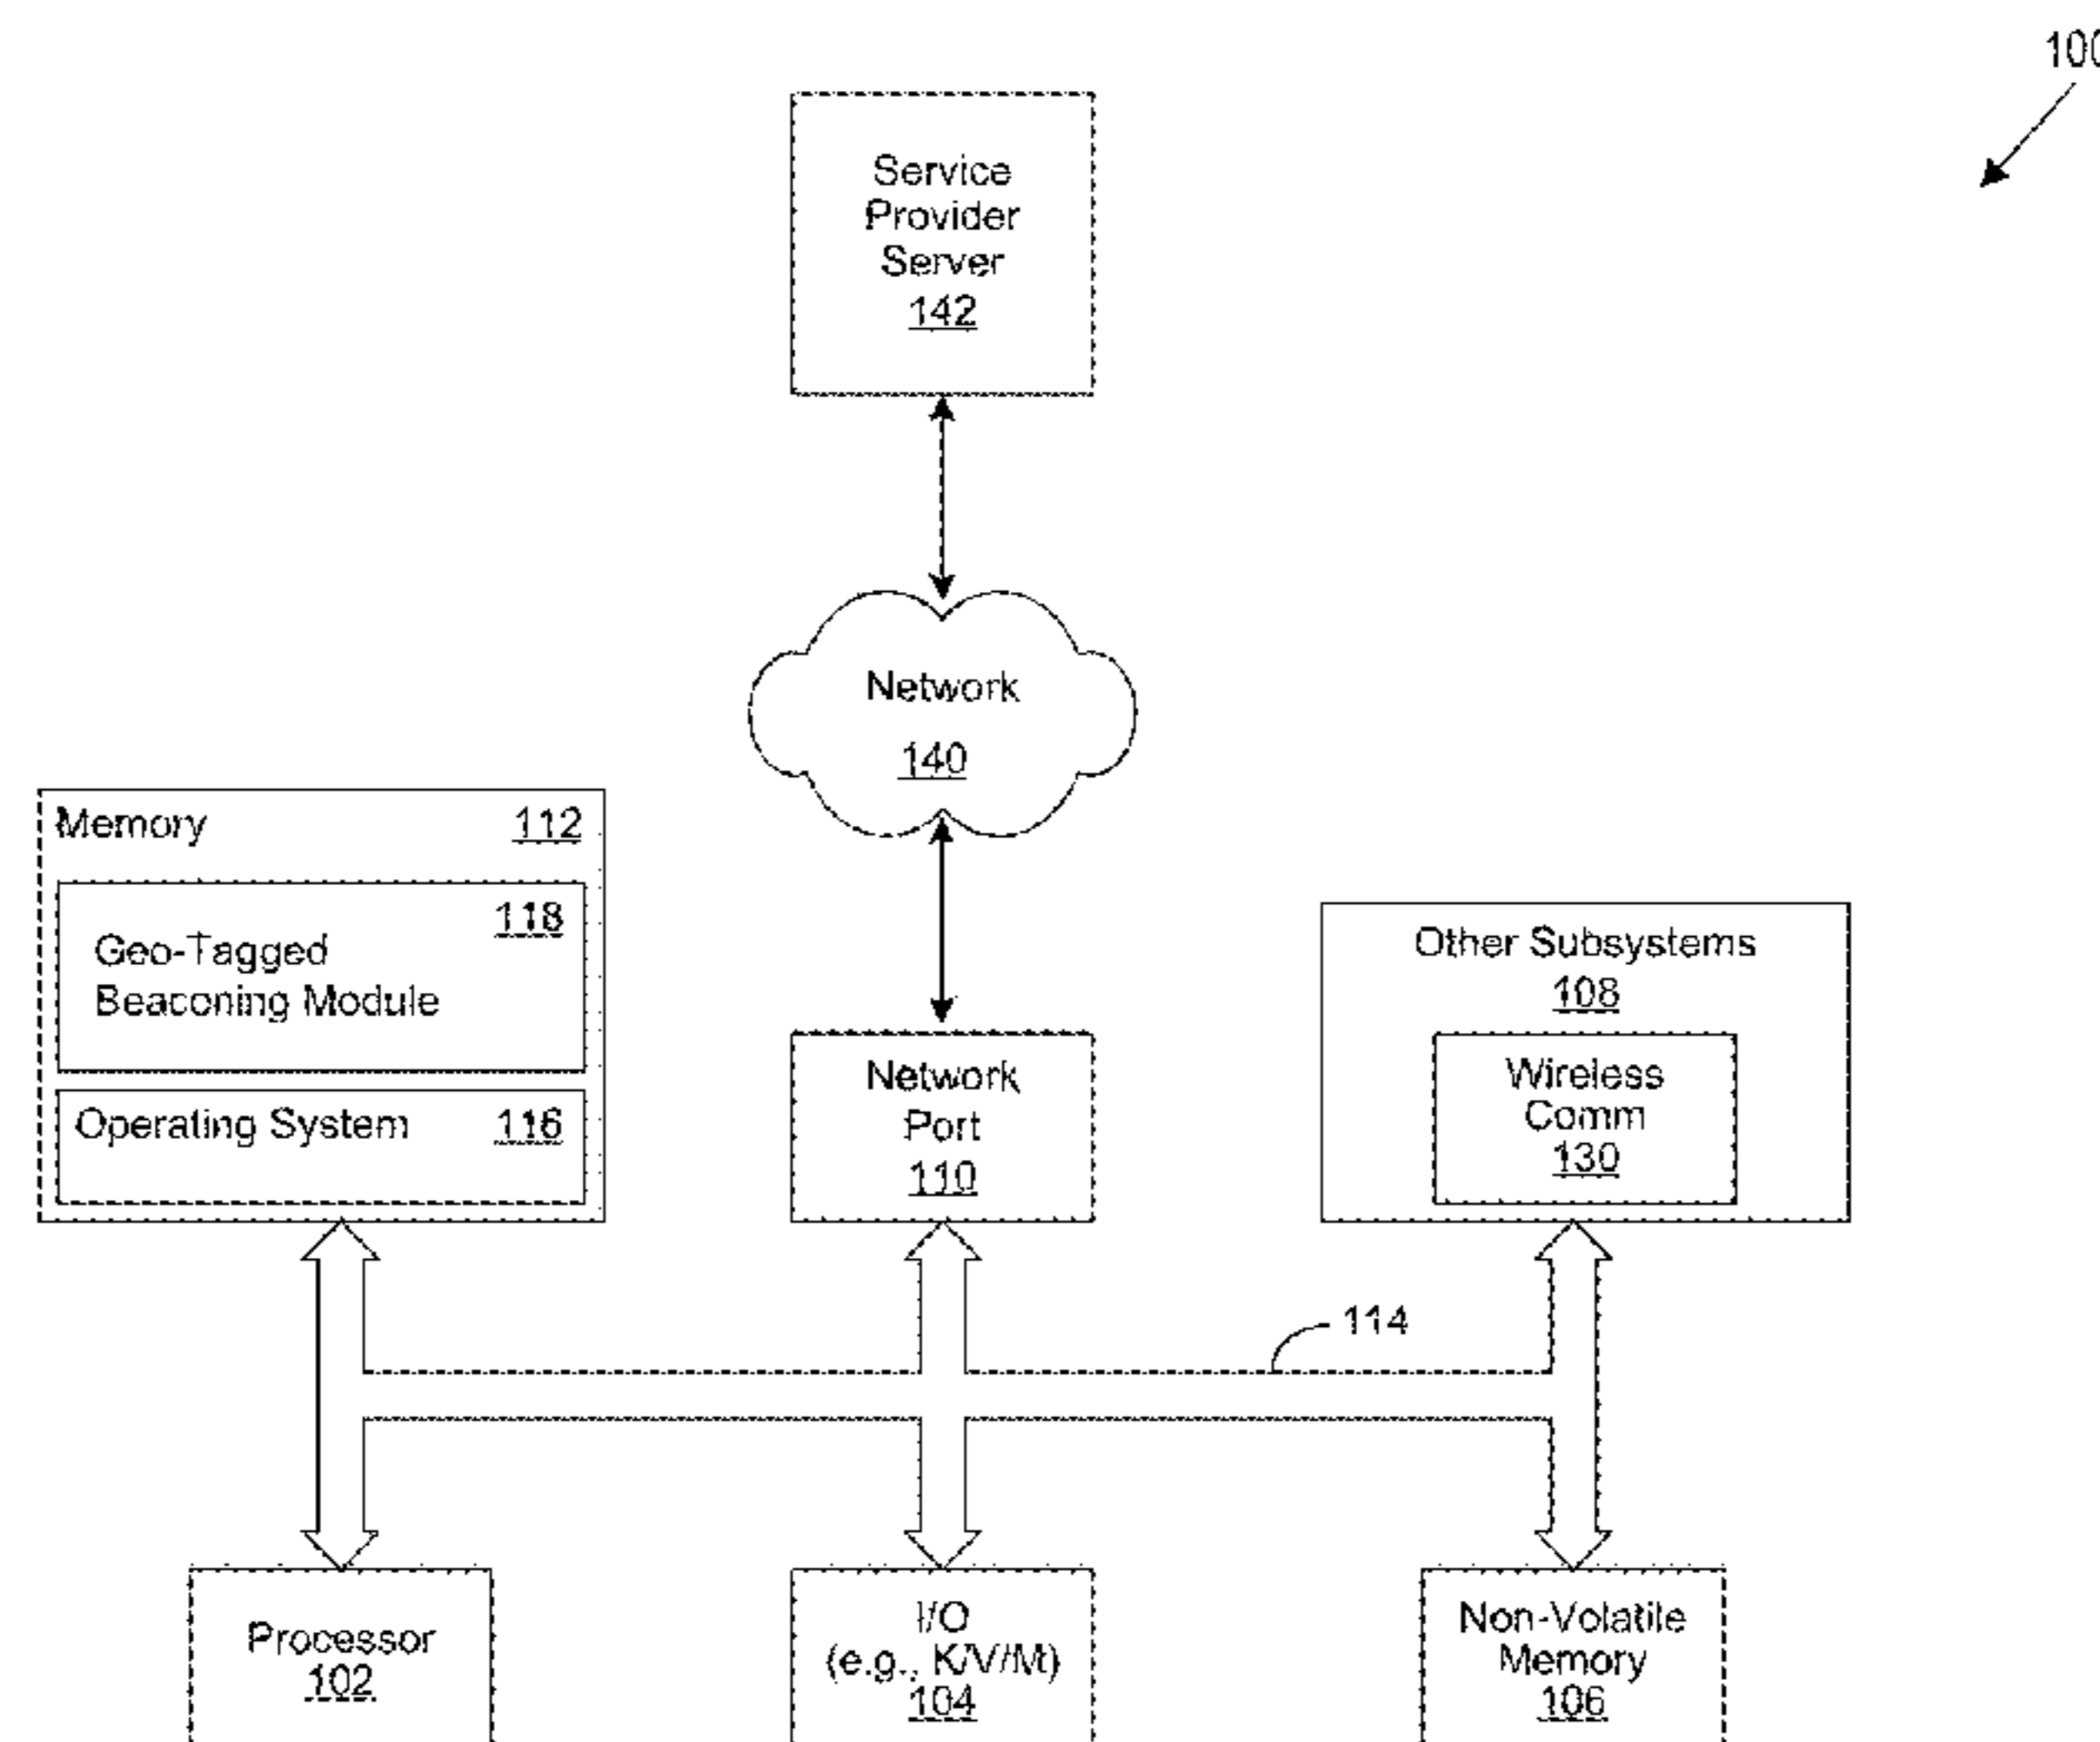 100
Service
Provider
Server
142
Network
140
Memory 112
118
Geo-Tagged
Beaconing Module
Operating System 116
Network
Port
110
Other Subsystems
108
Wireless
Comm
130
114
Processor
102
I/O
(e.g., K/V/M)
104
Non-Volatile
Memory
106